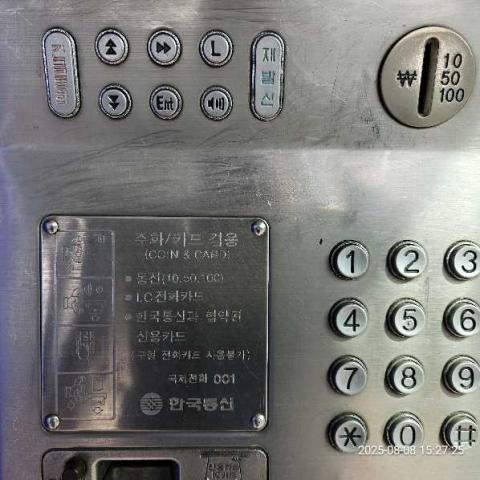 L
Ent
재발신
₩
10
50
100
주화/카드 겸용
(COIN & CARD)
동전(10,50,100)
I.C전화카드
한국통신과 협약된
신용카드
(구형 전화카드 사용불가)
국제전화 001
한국통신
1 2 3
4 5 6
7 8 9
* 0 #
2025-08-08 15:27:25